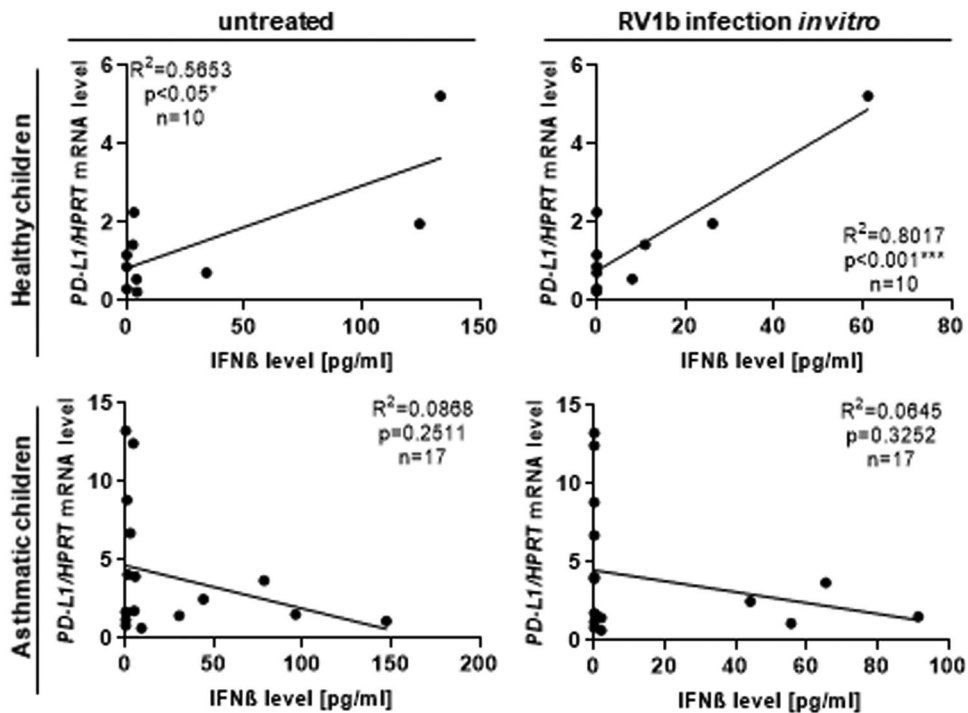 untreated
RV1b infection invitro
Healthy children
PD-L1/HPRT mRNA level
6
4
2
0
R²=0.5653
p<0.05*
n=10
0 50 100 150
IFNß level [pg/ml]
PD-L1/HPRT mRNA level
6
4
2
0
R²=0.8017
p<0.001***
n=10
0 20 40 60 80
IFNß level [pg/ml]
Asthmatic children
PD-L1/HPRT mRNA level
15
10
5
0
R²=0.0868
p=0.2511
n=17
0 50 100 150 200
IFNß level [pg/ml]
PD-L1/HPRT mRNA level
15
10
5
0
R²=0.0645
p=0.3252
n=17
0 20 40 60 80 100
IFNß level [pg/ml]